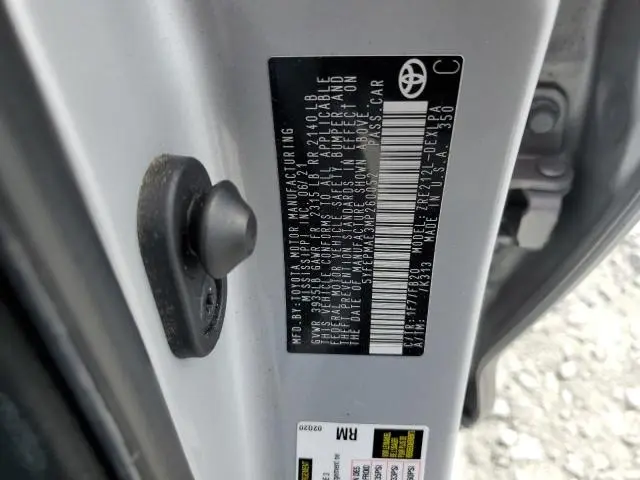 MFD.BY:TOYOTA MOTOR MANUFACTURING
MISSISSIPPI INC. 06/21
GVWR 3935LB GAWR FR 2315 LB RR 2140 LB
THIS VEHICLE CONFORMS TO ALL APPLICABLE
FEDERAL MOTOR VEHICLE SAFETY, BUMPER, AND
THEFT PREVENTION STANDARDS IN EFFECT ON
THE DATE OF MANUFACTURE SHOWN ABOVE.
5YFEPMAE3MP260052 PASS.CAR
C/TR: 1F7/FB20 MODEL: ZRE212L-DEXLPA
A/TM: -/K313 MADE IN U.S.A. 350
C
02020
RM